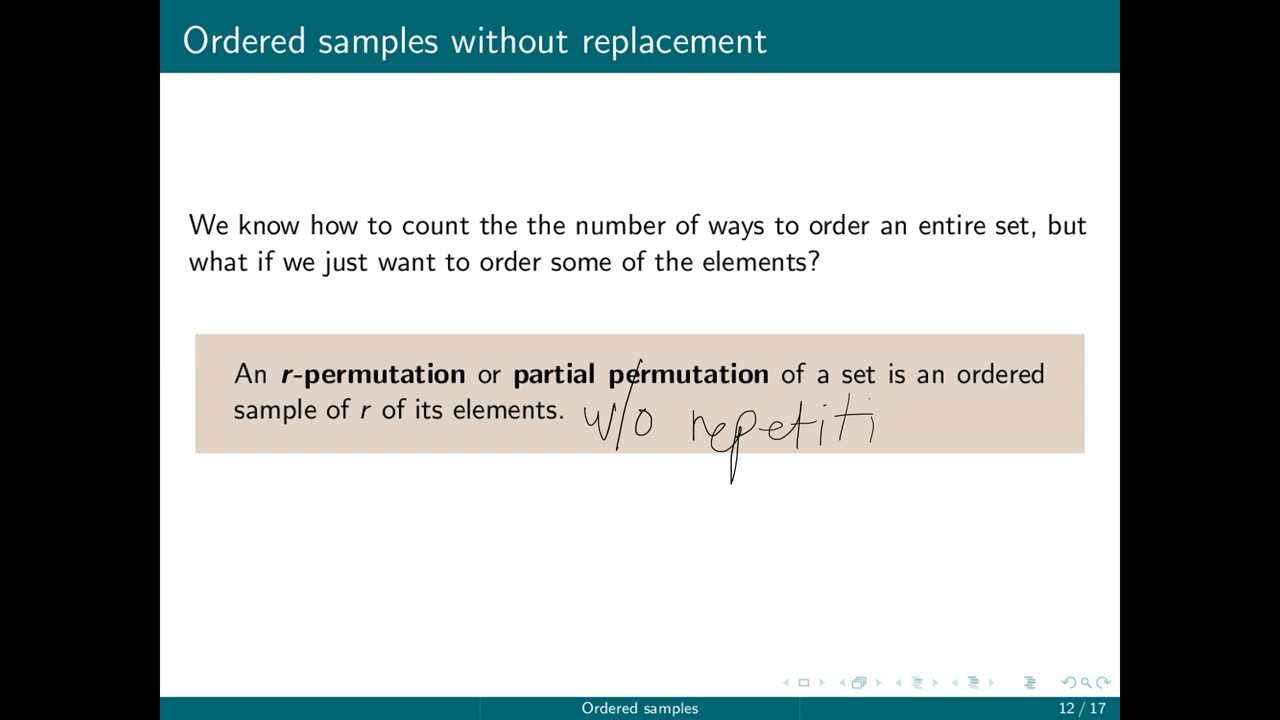 Ordered samples without replacement
We know how to count the the number of ways to order an entire set, but
what if we just want to order some of the elements?
An r-permutation or partial permutation of a set is an ordered
sample of r of its elements. w/o repetiti
Ordered samples
12 / 17